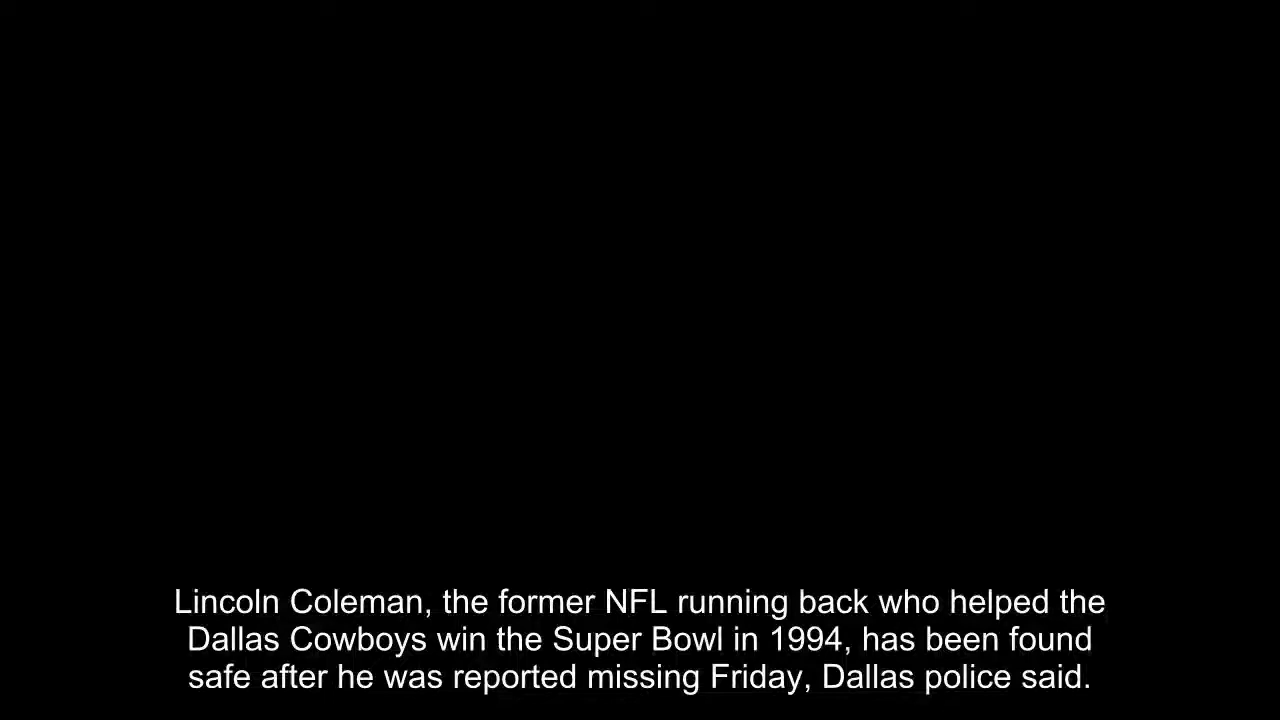 Lincoln Coleman, the former NFL running back who helped the
Dallas Cowboys win the Super Bowl in 1994, has been found
safe after he was reported missing Friday, Dallas police said.